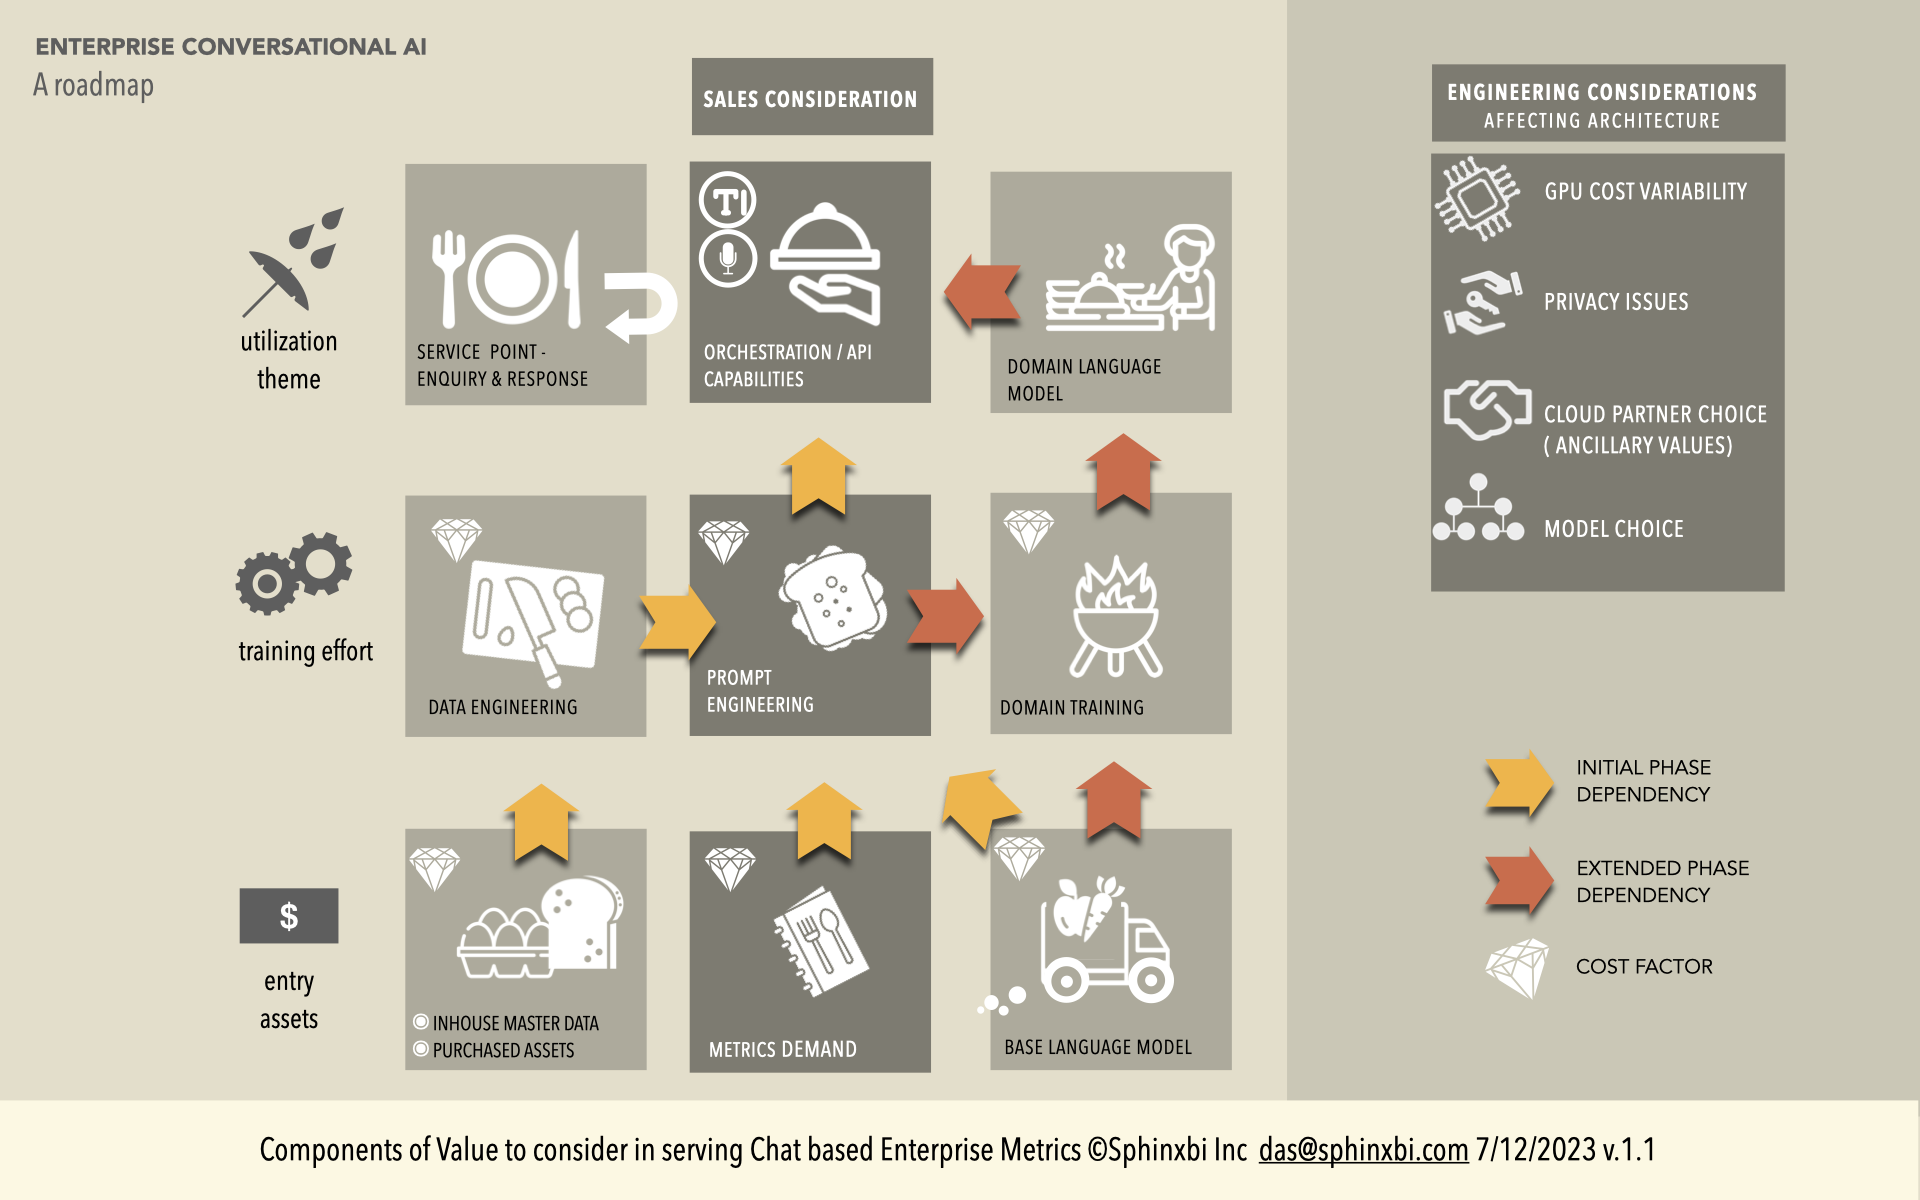 ENTERPRISE CONVERSATIONAL AI
A roadmap
SALES CONSIDERATION
ENGINEERING CONSIDERATIONS
AFFECTING ARCHITECTURE
utilization
theme
SERVICE POINT -
ENQUIRY & RESPONSE
T
ORCHESTRATION / API
CAPABILITIES
DOMAIN LANGUAGE
MODEL
GPU COST VARIABILITY
PRIVACY ISSUES
CLOUD PARTNER CHOICE
( ANCILLARY VALUES)
MODEL CHOICE
training effort
DATA ENGINEERING
PROMPT
ENGINEERING
DOMAIN TRAINING
$
entry
assets
INHOUSE MASTER DATA
PURCHASED ASSETS
METRICS DEMAND
BASE LANGUAGE MODEL
INITIAL PHASE
DEPENDENCY
EXTENDED PHASE
DEPENDENCY
COST FACTOR
Components of Value to consider in serving Chat based Enterprise Metrics ©Sphinxbi Inc das@sphinxbi.com 7/12/2023 v.1.1